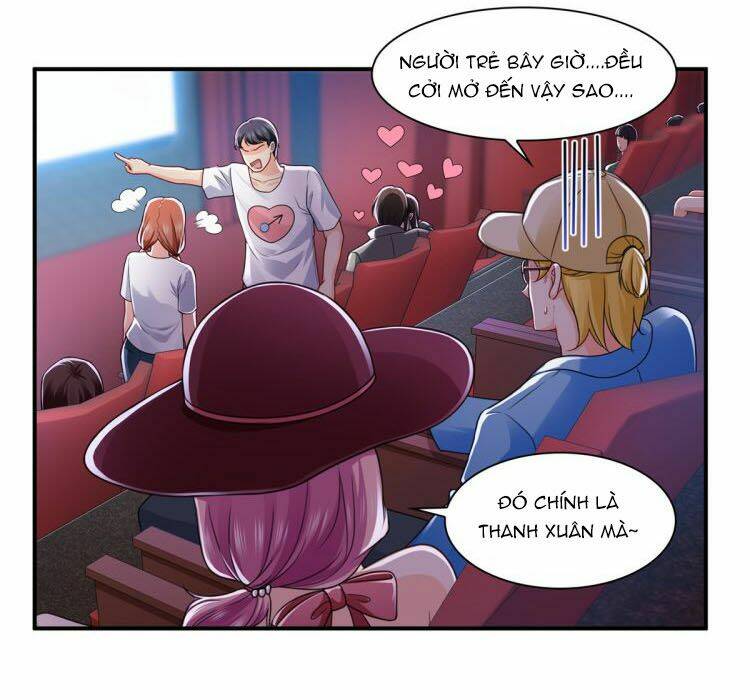 NGƯỜI TRẺ BÂY GIỜ....ĐỀU
CỞI MỞ ĐẾN VẬY SAO....
ĐÓ CHÍNH LÀ
THANH XUÂN MÀ~